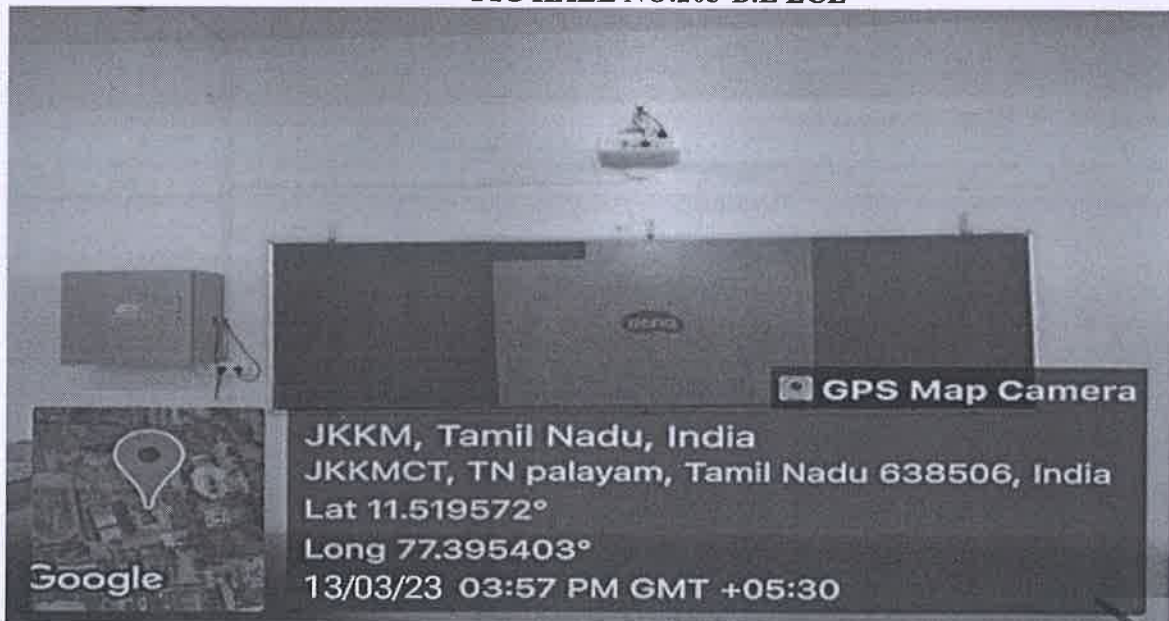 GPS Map Camera
JKKM, Tamil Nadu, India
JKKMCT, TN palayam, Tamil Nadu 638506, India
Lat 11.519572°
Long 77.395403°
13/03/23 03:57 PM GMT +05:30
Google
BenQ